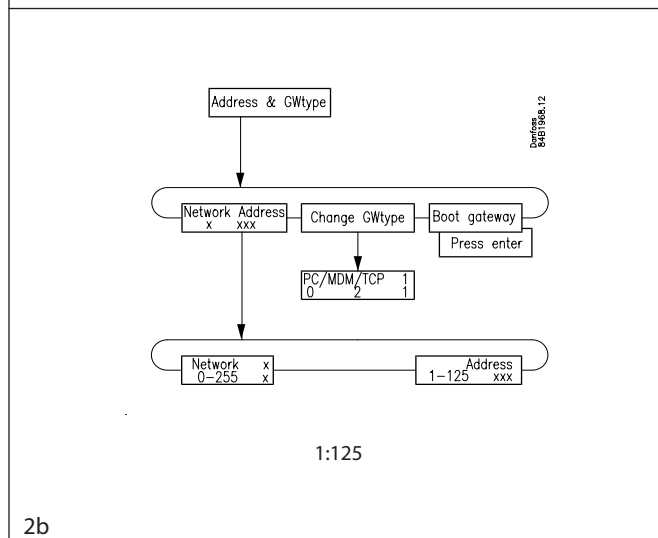 Address & GWtype
Danfoss
84B1968.12
Network Address
x xxx
Change GWtype
Boot gateway
Press enter
PC/MDM/TCP 1
0 2 1
Network x
0-255 x
Address
1-125 xxx
1:125
2b